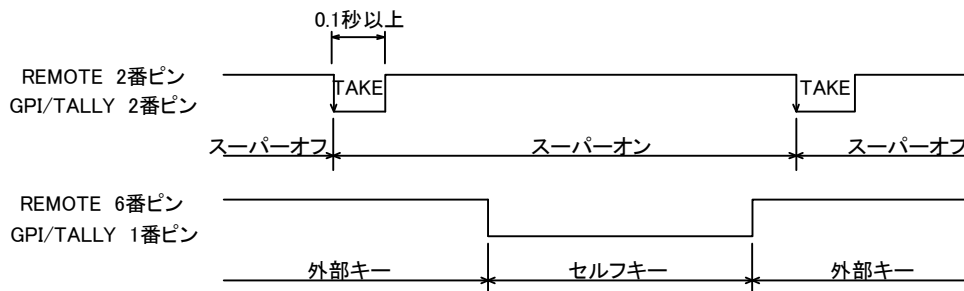 0.1秒以上
REMOTE 2番ピン
GPI/TALLY 2番ピン
TAKE
TAKE
スーパーオフ
スーパーオン
スーパーオフ
REMOTE 6番ピン
GPI/TALLY 1番ピン
外部キー
セルフキー
外部キー